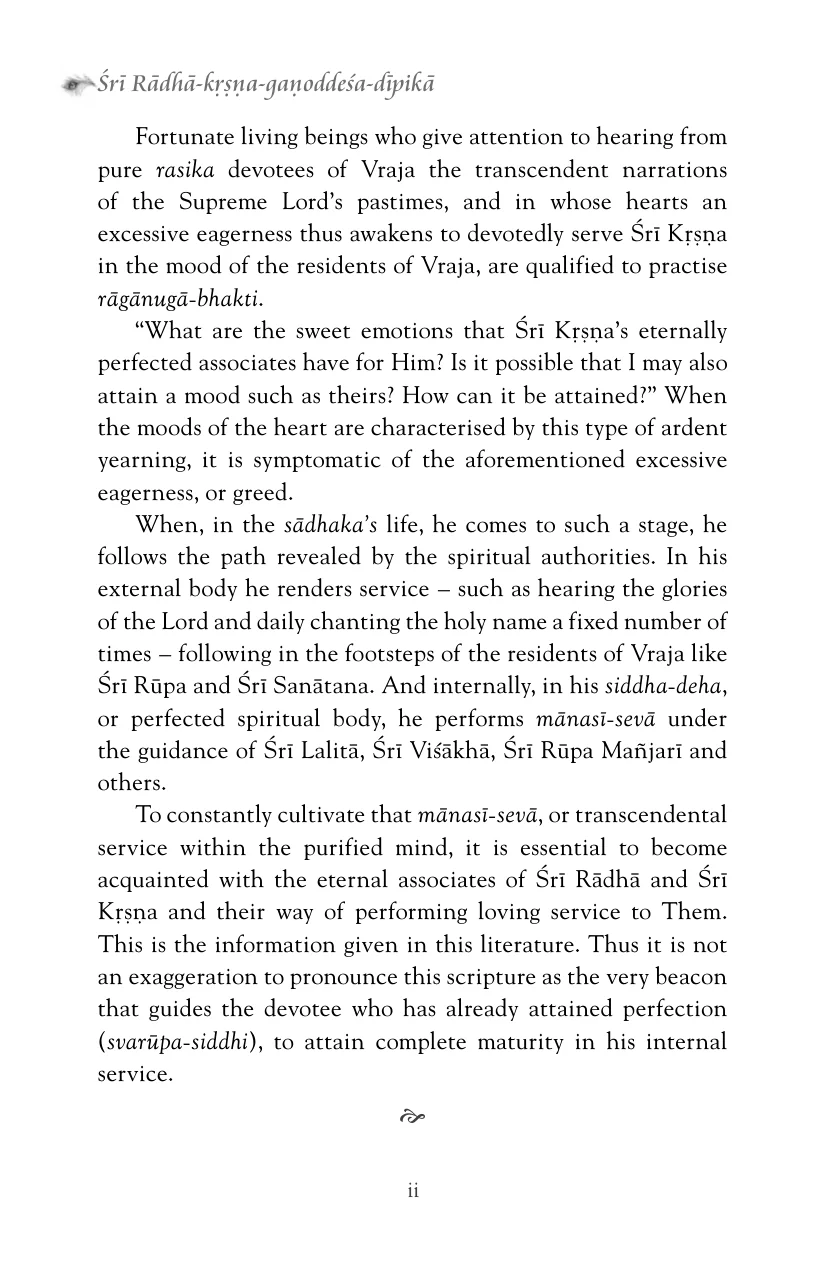 Śrī Rādhā-kṛṣṇa-gaṇoddeśa-dīpikā
Fortunate living beings who give attention to hearing from
pure rasika devotees of Vraja the transcendent narrations
of the Supreme Lord’s pastimes, and in whose hearts an
excessive eagerness thus awakens to devotedly serve Śrī Kṛṣṇa
in the mood of the residents of Vraja, are qualified to practise
rāgānugā-bhakti.
“What are the sweet emotions that Śrī Kṛṣṇa’s eternally
perfected associates have for Him? Is it possible that I may also
attain a mood such as theirs? How can it be attained?” When
the moods of the heart are characterised by this type of ardent
yearning, it is symptomatic of the aforementioned excessive
eagerness, or greed.
When, in the sādhaka’s life, he comes to such a stage, he
follows the path revealed by the spiritual authorities. In his
external body he renders service – such as hearing the glories
of the Lord and daily chanting the holy name a fixed number of
times – following in the footsteps of the residents of Vraja like
Śrī Rūpa and Śrī Sanātana. And internally, in his siddha-deha,
or perfected spiritual body, he performs mānasī-sevā under
the guidance of Śrī Lalitā, Śrī Viśākhā, Śrī Rūpa Mañjarī and
others.
To constantly cultivate that mānasī-sevā, or transcendental
service within the purified mind, it is essential to become
acquainted with the eternal associates of Śrī Rādhā and Śrī
Kṛṣṇa and their way of performing loving service to Them.
This is the information given in this literature. Thus it is not
an exaggeration to pronounce this scripture as the very beacon
that guides the devotee who has already attained perfection
(svarūpa-siddhi), to attain complete maturity in his internal
service.
ii